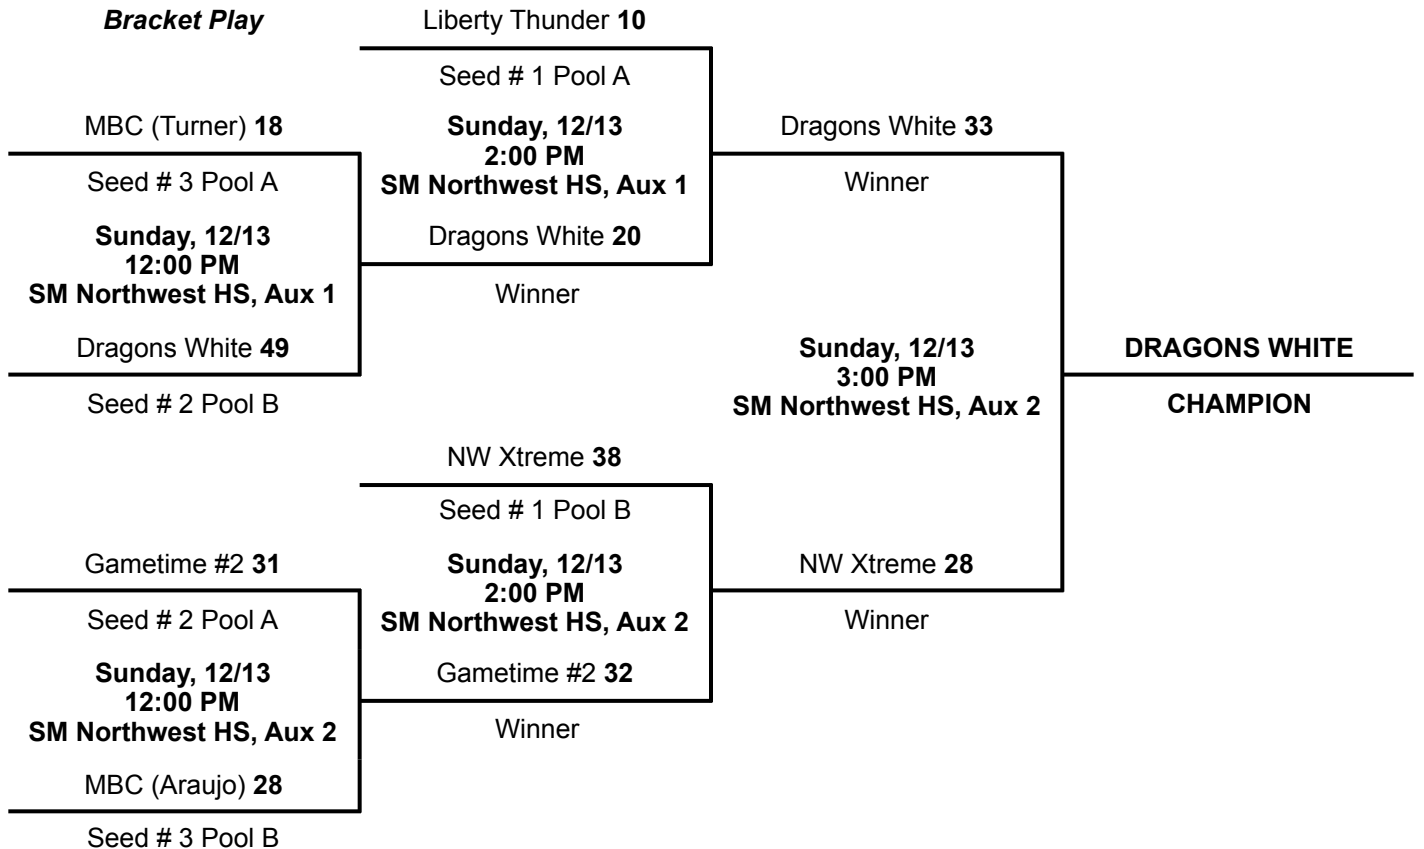 Bracket Play
Liberty Thunder 10
Seed # 1 Pool A
MBC (Turner) 18
Sunday, 12/13
2:00 PM
SM Northwest HS, Aux 1
Dragons White 33
Seed # 3 Pool A
Winner
Sunday, 12/13
12:00 PM
SM Northwest HS, Aux 1
Dragons White 20
Winner
Dragons White 49
Seed # 2 Pool B
Sunday, 12/13
3:00 PM
SM Northwest HS, Aux 2
DRAGONS WHITE
CHAMPION
NW Xtreme 38
Seed # 1 Pool B
Gametime #2 31
Sunday, 12/13
2:00 PM
SM Northwest HS, Aux 2
NW Xtreme 28
Seed # 2 Pool A
Winner
Sunday, 12/13
12:00 PM
SM Northwest HS, Aux 2
Gametime #2 32
Winner
MBC (Araujo) 28
Seed # 3 Pool B